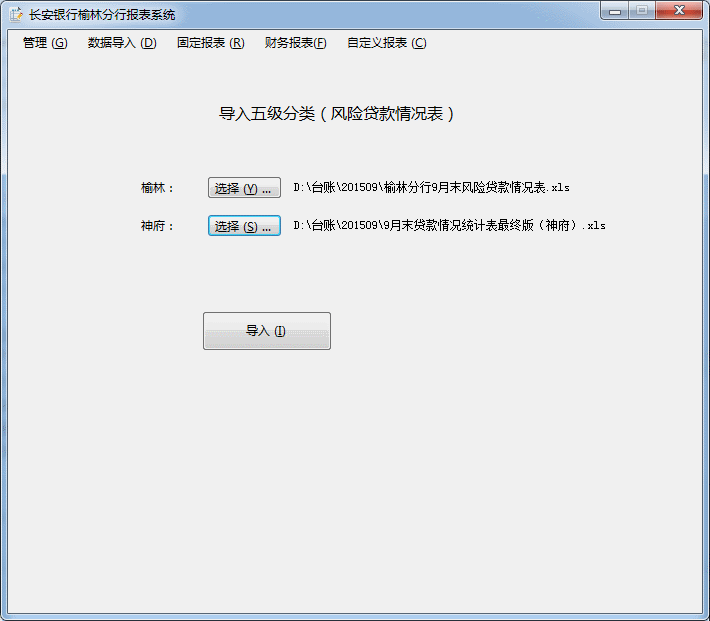 长安银行榆林分行报表系统
管理 (G) 数据导入 (D) 固定报表 (R) 财务报表(F) 自定义报表 (C)
导入五级分类（风险贷款情况表）
榆林： 选择 (Y) ... D:\台账\201509\榆林分行9月末风险贷款情况表.xls
神府： 选择 (S) ... D:\台账\201509\9月末贷款情况统计表最终版（神府）.xls
导入 (I)